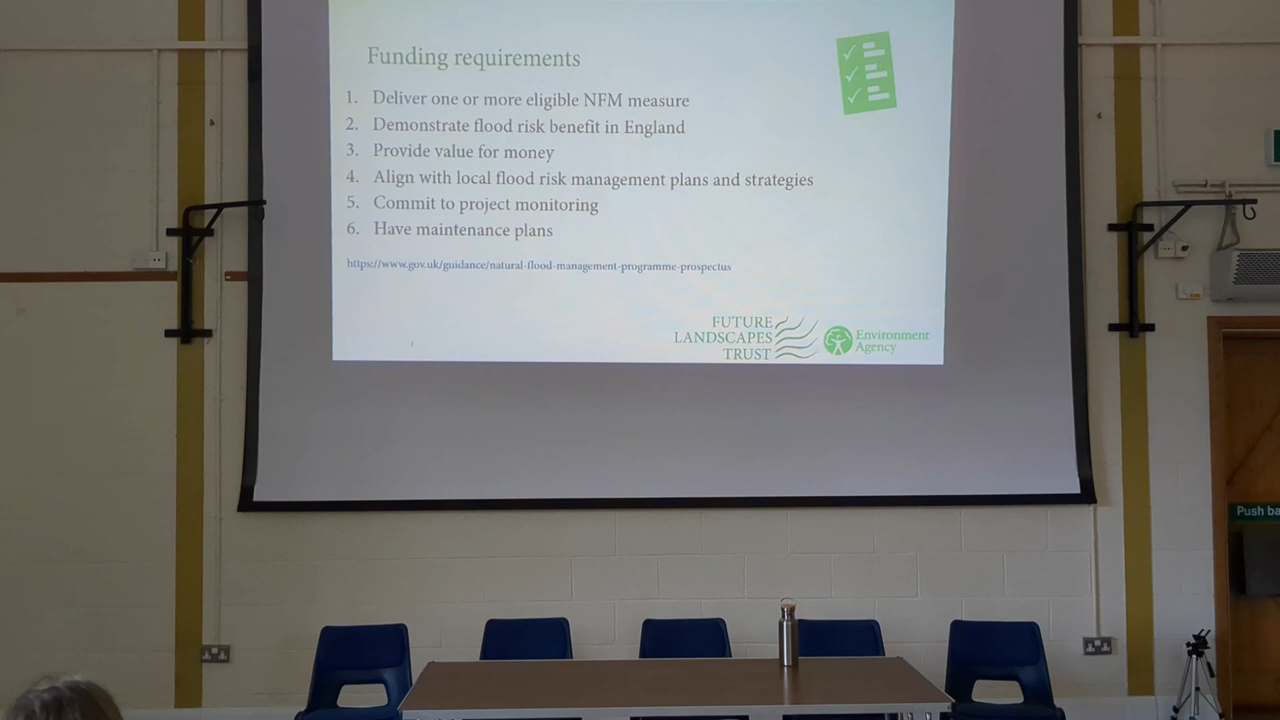 Funding requirements
1. Deliver one or more eligible NFM measure
2. Demonstrate flood risk benefit in England
3. Provide value for money
4. Align with local flood risk management plans and strategies
5. Commit to project monitoring
6. Have maintenance plans
https://www.gov.uk/guidance/natural-flood-management-programme-prospectus
FUTURE
LANDSCAPES
TRUST
Environment
Agency
Push ba